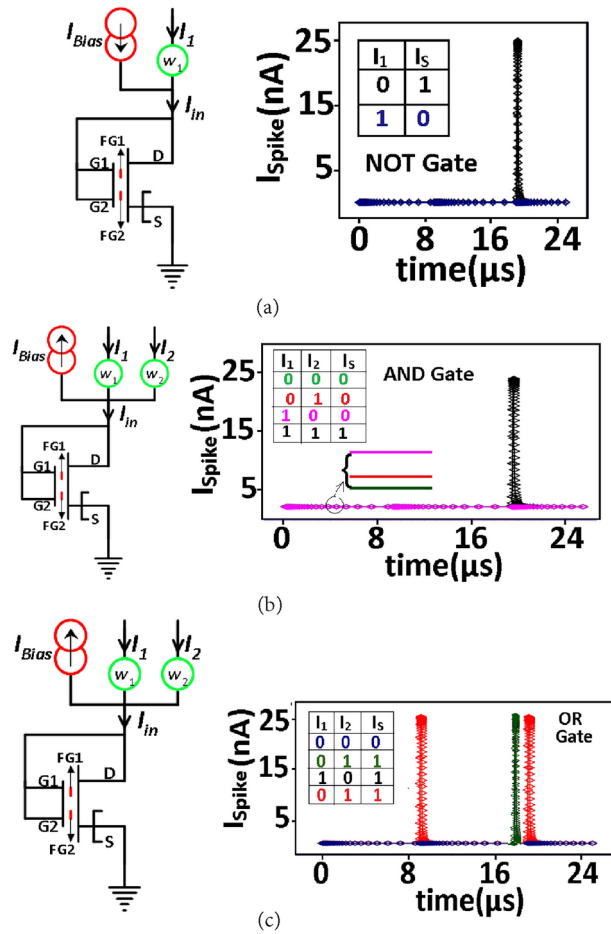 I_Bias I_1
w_1
I_in
FG1
G1 D
G2
S
FG2
I_Spike(nA)
25
15
5
I_1 I_S
0 1
1 0
NOT Gate
0 8 16 24
time(μs)
(a)
I_Bias I_1 I_2
w_1 w_2
I_in
FG1
G1 D
G2
S
FG2
I_Spike(nA)
25
15
5
I_1 I_2 I_S
0 0 0
0 1 0
1 0 0
1 1 1
AND Gate
0 8 16 24
time(μs)
(b)
I_Bias I_1 I_2
w_1 w_2
I_in
FG1
G1 D
G2
S
FG2
I_Spike(nA)
25
15
5
I_1 I_2 I_S
0 0 0
0 1 1
1 0 1
0 1 1
OR
Gate
0 8 16 24
time(μs)
(c)